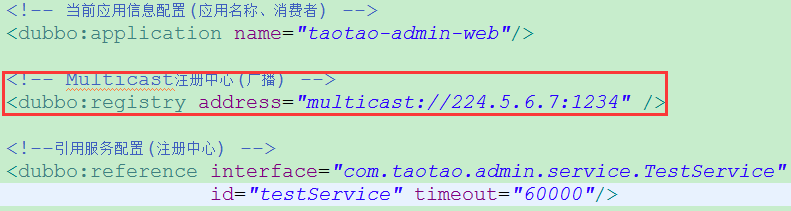 <!-- 当前应用信息配置(应用名称、消费者) -->
<dubbo:application name="taotao-admin-web"/>
<!-- Multicast注册中心(广播) -->
<dubbo:registry address="multicast://224.5.6.7:1234" />
<!--引用服务配置(注册中心) -->
<dubbo:reference interface="com.taotao.admin.service.TestService"
id="testService" timeout="60000"/>